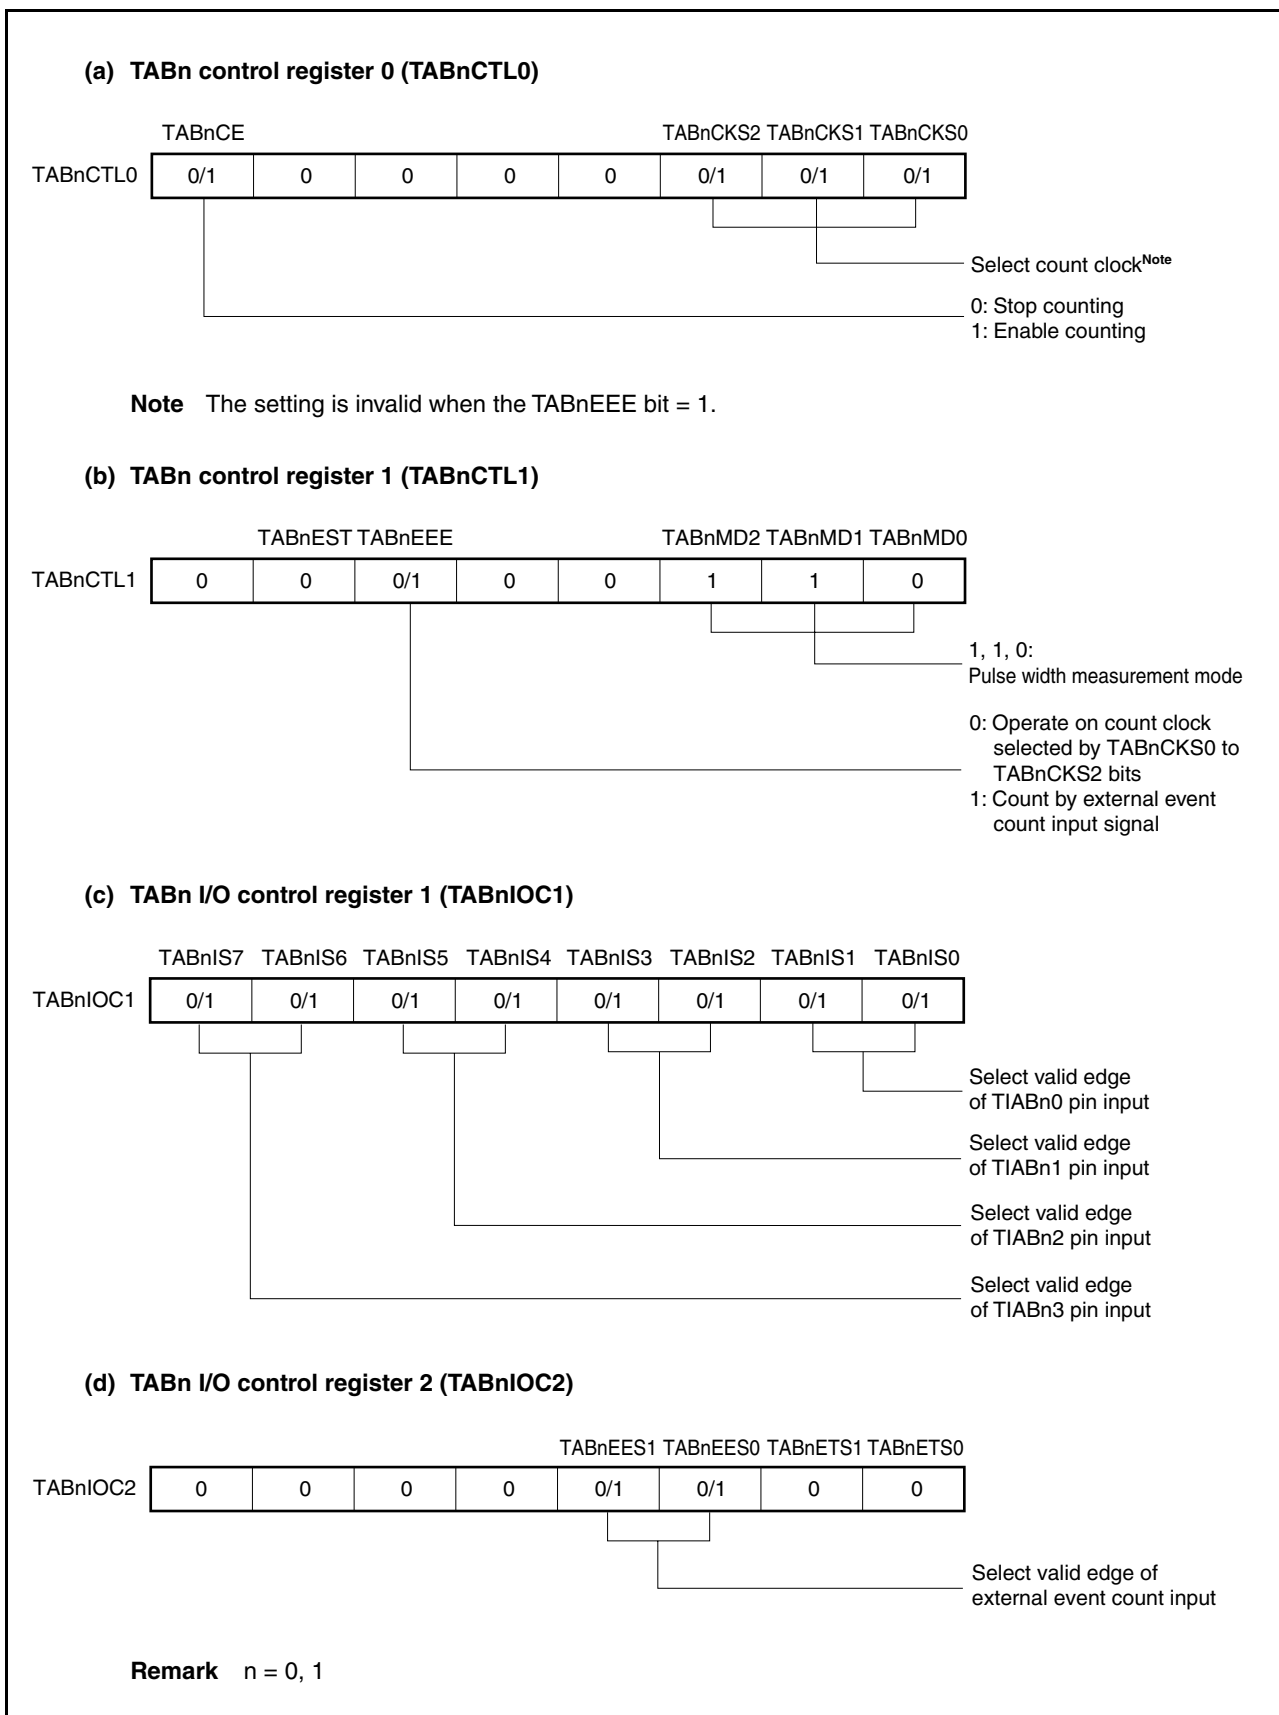 (a) TABn control register 0 (TABnCTL0)
TABnCE TABnCKS2 TABnCKS1 TABnCKS0
TABnCTL0 0/1 0 0 0 0 0/1 0/1 0/1
Select count clockNote
0: Stop counting
1: Enable counting
Note The setting is invalid when the TABnEEE bit = 1.
(b) TABn control register 1 (TABnCTL1)
TABnEST TABnEEE TABnMD2 TABnMD1 TABnMD0
TABnCTL1 0 0 0/1 0 0 1 1 0
1, 1, 0:
Pulse width measurement mode
0: Operate on count clock
selected by TABnCKS0 to
TABnCKS2 bits
1: Count by external event
count input signal
(c) TABn I/O control register 1 (TABnIOC1)
TABnIS7 TABnIS6 TABnIS5 TABnIS4 TABnIS3 TABnIS2 TABnIS1 TABnIS0
TABnIOC1 0/1 0/1 0/1 0/1 0/1 0/1 0/1 0/1
Select valid edge
of TIABn0 pin input
Select valid edge
of TIABn1 pin input
Select valid edge
of TIABn2 pin input
Select valid edge
of TIABn3 pin input
(d) TABn I/O control register 2 (TABnIOC2)
TABnEES1 TABnEES0 TABnETS1 TABnETS0
TABnIOC2 0 0 0 0 0/1 0/1 0 0
Select valid edge of
external event count input
Remark n = 0, 1